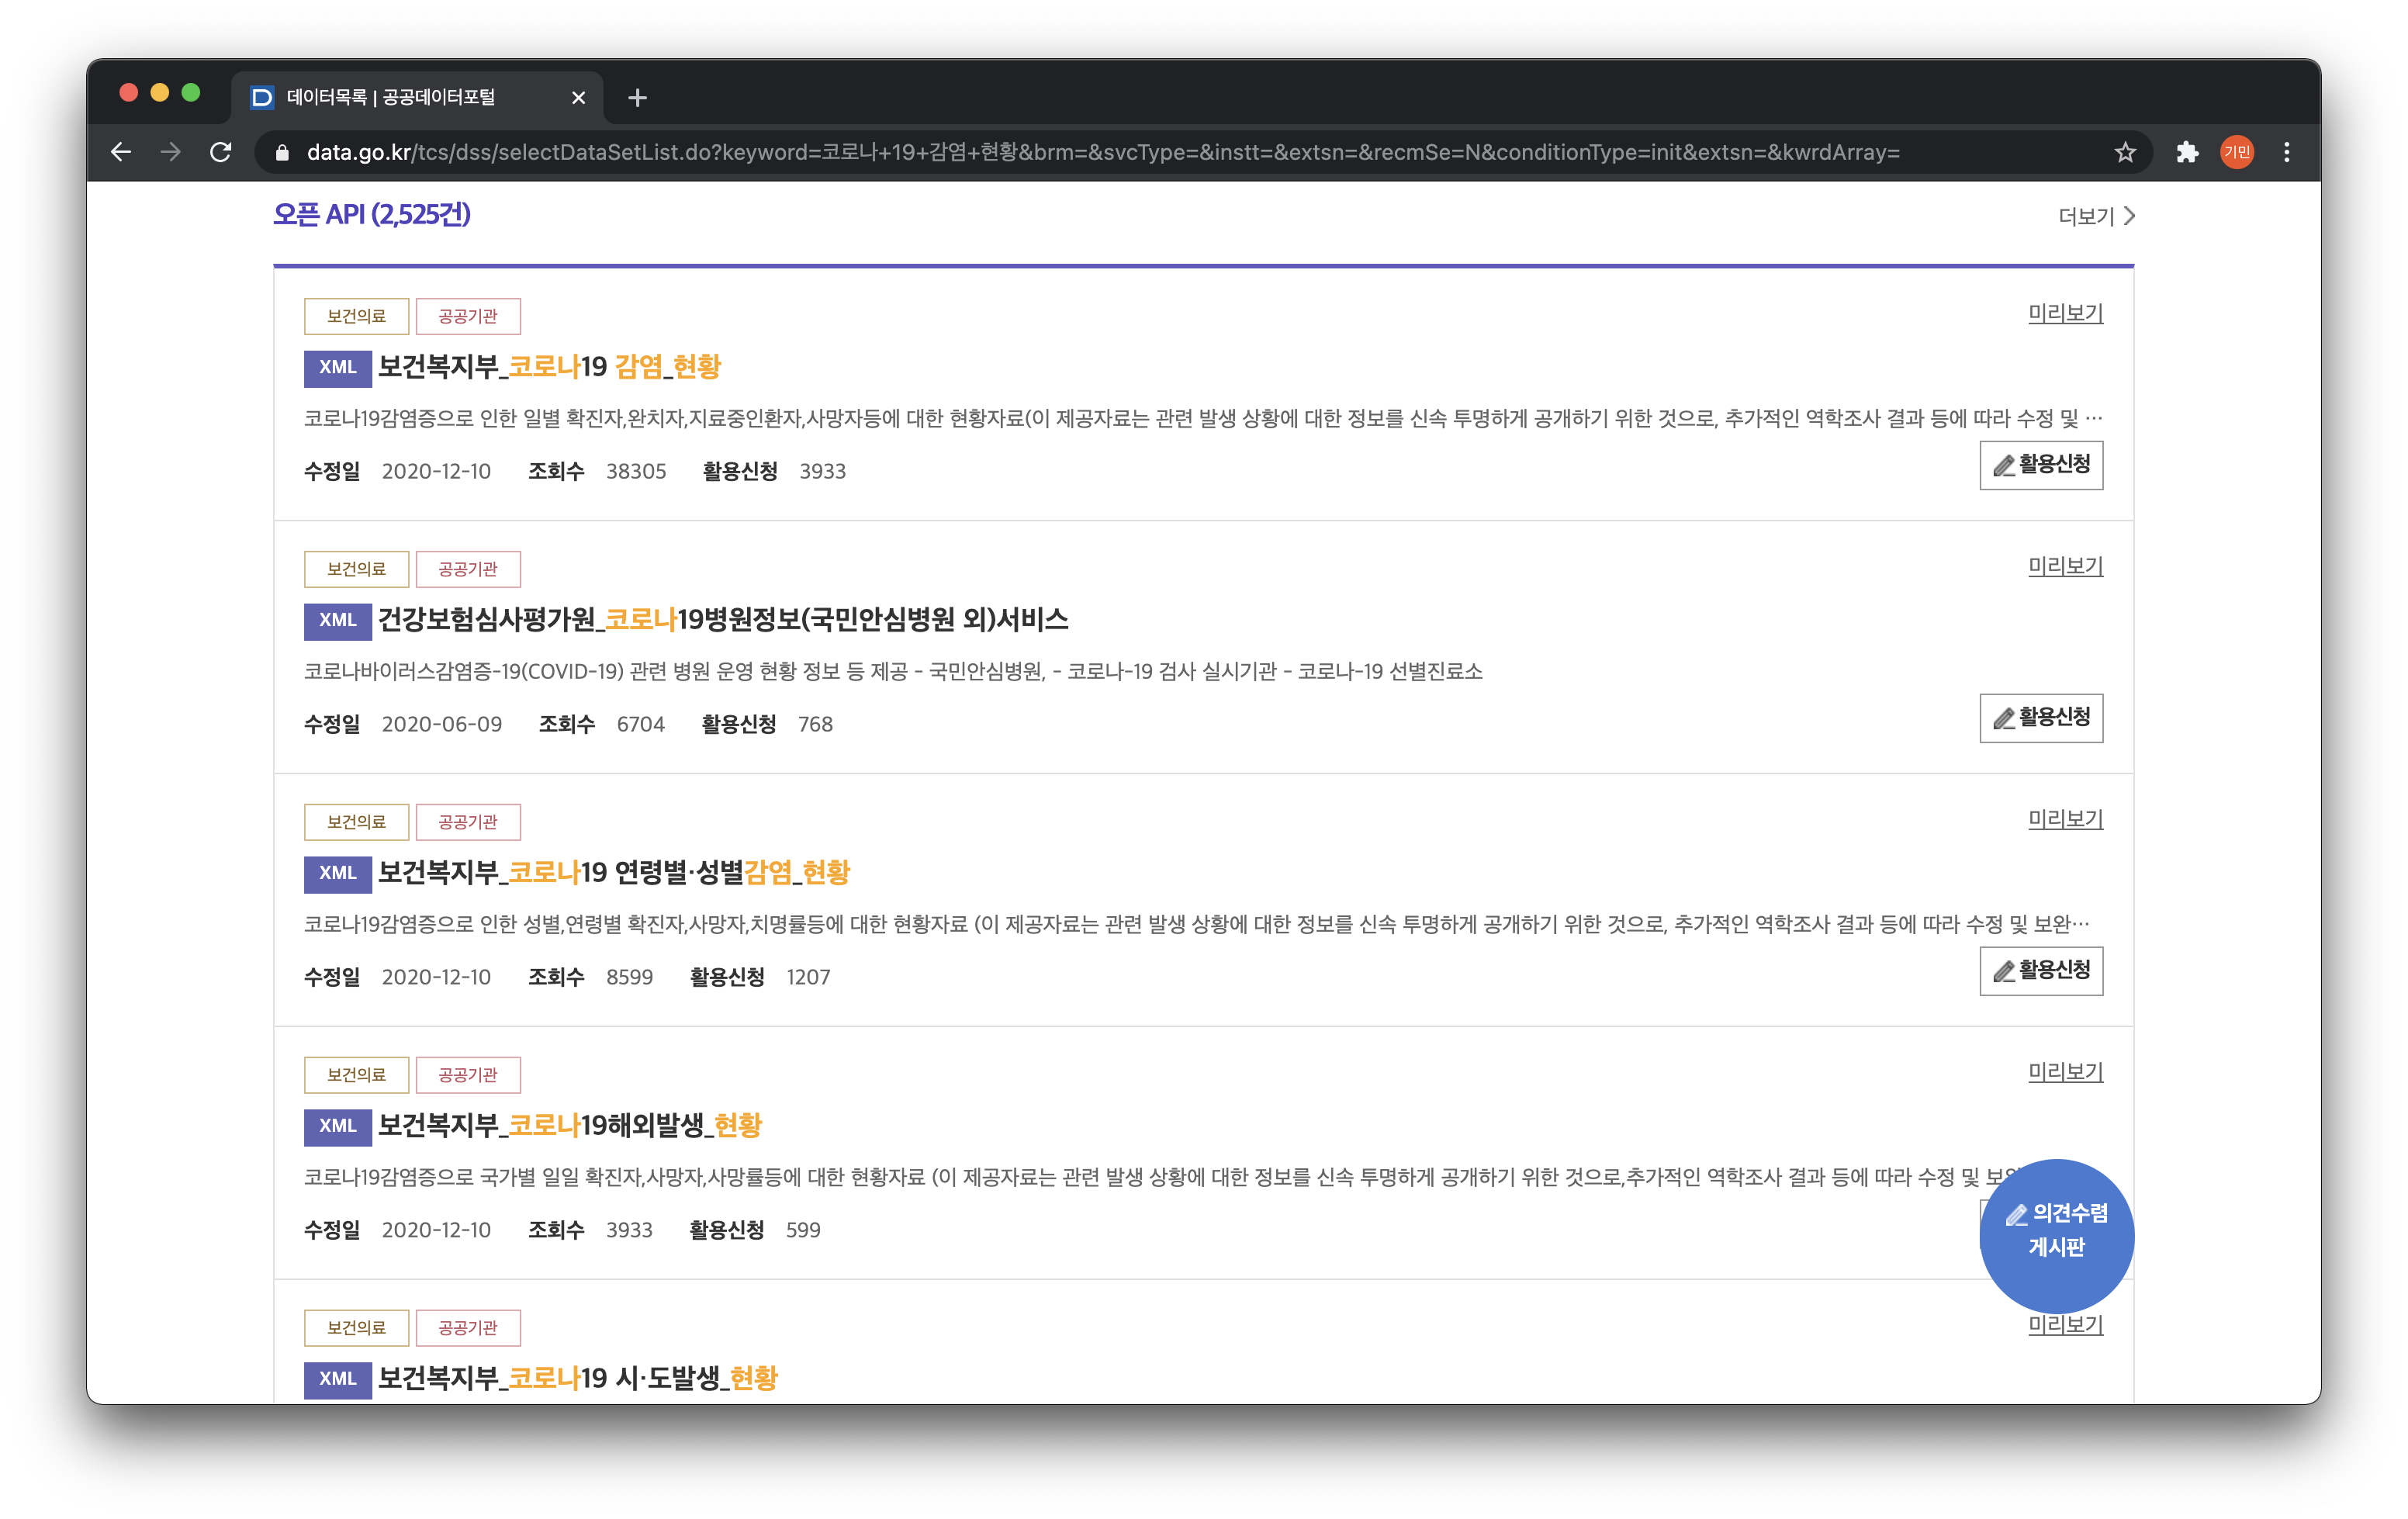 데이터목록 | 공공데이터포털
data.go.kr/tcs/dss/selectDataSetList.do?keyword=코로나+19+감염+현황&brm=&svcType=&instt=&extsn=&recmSe=N&conditionType=init&extsn=&kwrdArray=
기민
오픈 API (2,525건)
더보기
보건의료 공공기관
미리보기
XML 보건복지부_코로나19 감염_현황
코로나19감염증으로 인한 일별 확진자,완치자,지료중인환자,사망자등에 대한 현황자료(이 제공자료는 관련 발생 상황에 대한 정보를 신속 투명하게 공개하기 위한 것으로, 추가적인 역학조사 결과 등에 따라 수정 및 …
수정일 2020-12-10 조회수 38305 활용신청 3933
활용신청
보건의료 공공기관
미리보기
XML 건강보험심사평가원_코로나19병원정보(국민안심병원 외)서비스
코로나바이러스감염증-19(COVID-19) 관련 병원 운영 현황 정보 등 제공 - 국민안심병원, - 코로나-19 검사 실시기관 - 코로나-19 선별진료소
수정일 2020-06-09 조회수 6704 활용신청 768
활용신청
보건의료 공공기관
미리보기
XML 보건복지부_코로나19 연령별·성별감염_현황
코로나19감염증으로 인한 성별,연령별 확진자,사망자,치명률등에 대한 현황자료 (이 제공자료는 관련 발생 상황에 대한 정보를 신속 투명하게 공개하기 위한 것으로, 추가적인 역학조사 결과 등에 따라 수정 및 보완…
수정일 2020-12-10 조회수 8599 활용신청 1207
활용신청
보건의료 공공기관
미리보기
XML 보건복지부_코로나19해외발생_현황
코로나19감염증으로 국가별 일일 확진자,사망자,사망률등에 대한 현황자료 (이 제공자료는 관련 발생 상황에 대한 정보를 신속 투명하게 공개하기 위한 것으로,추가적인 역학조사 결과 등에 따라 수정 및
수정일 2020-12-10 조회수 3933 활용신청 599
의견수렴
게시판
보건의료 공공기관
미리보기
XML 보건복지부_코로나19 시·도발생_현황